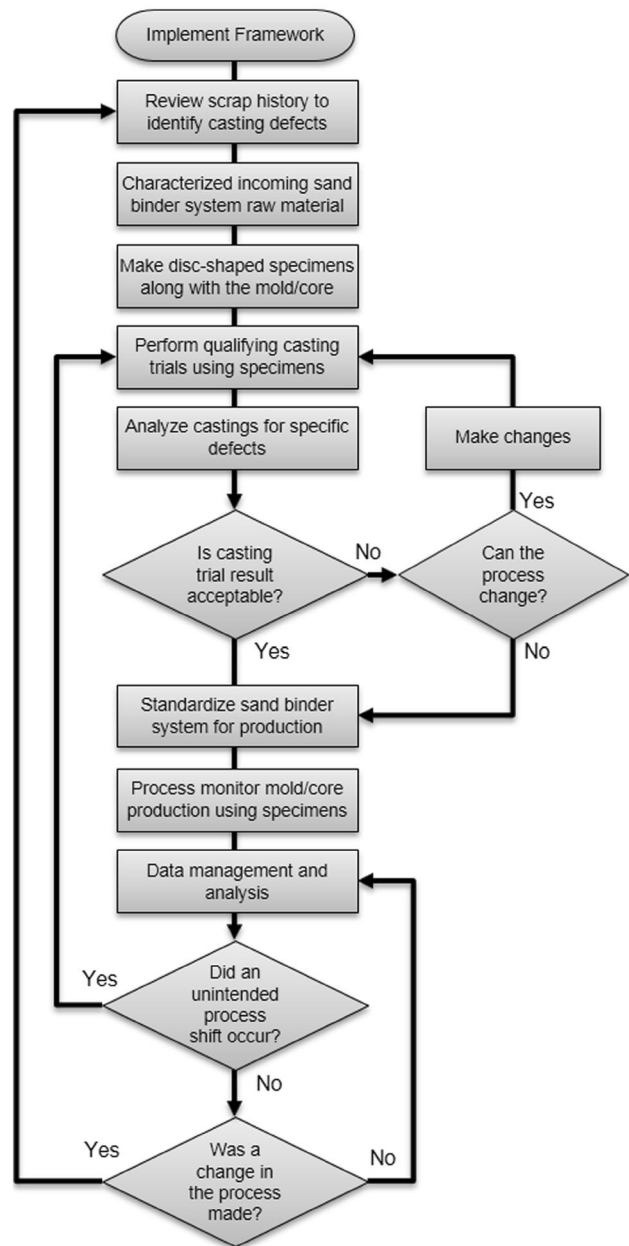 Implement Framework
Review scrap history to
identify casting defects
Characterized incoming sand
binder system raw material
Make disc-shaped specimens
along with the mold/core
Perform qualifying casting
trials using specimens
Analyze castings for specific
defects
Make changes
Yes
Is casting
trial result
acceptable?
No
Can the
process
change?
Yes
No
Standardize sand binder
system for production
Process monitor mold/core
production using specimens
Data management and
analysis
Yes
Did an
unintended
process
shift occur?
No
Yes
Was a
change in
the process
made?
No